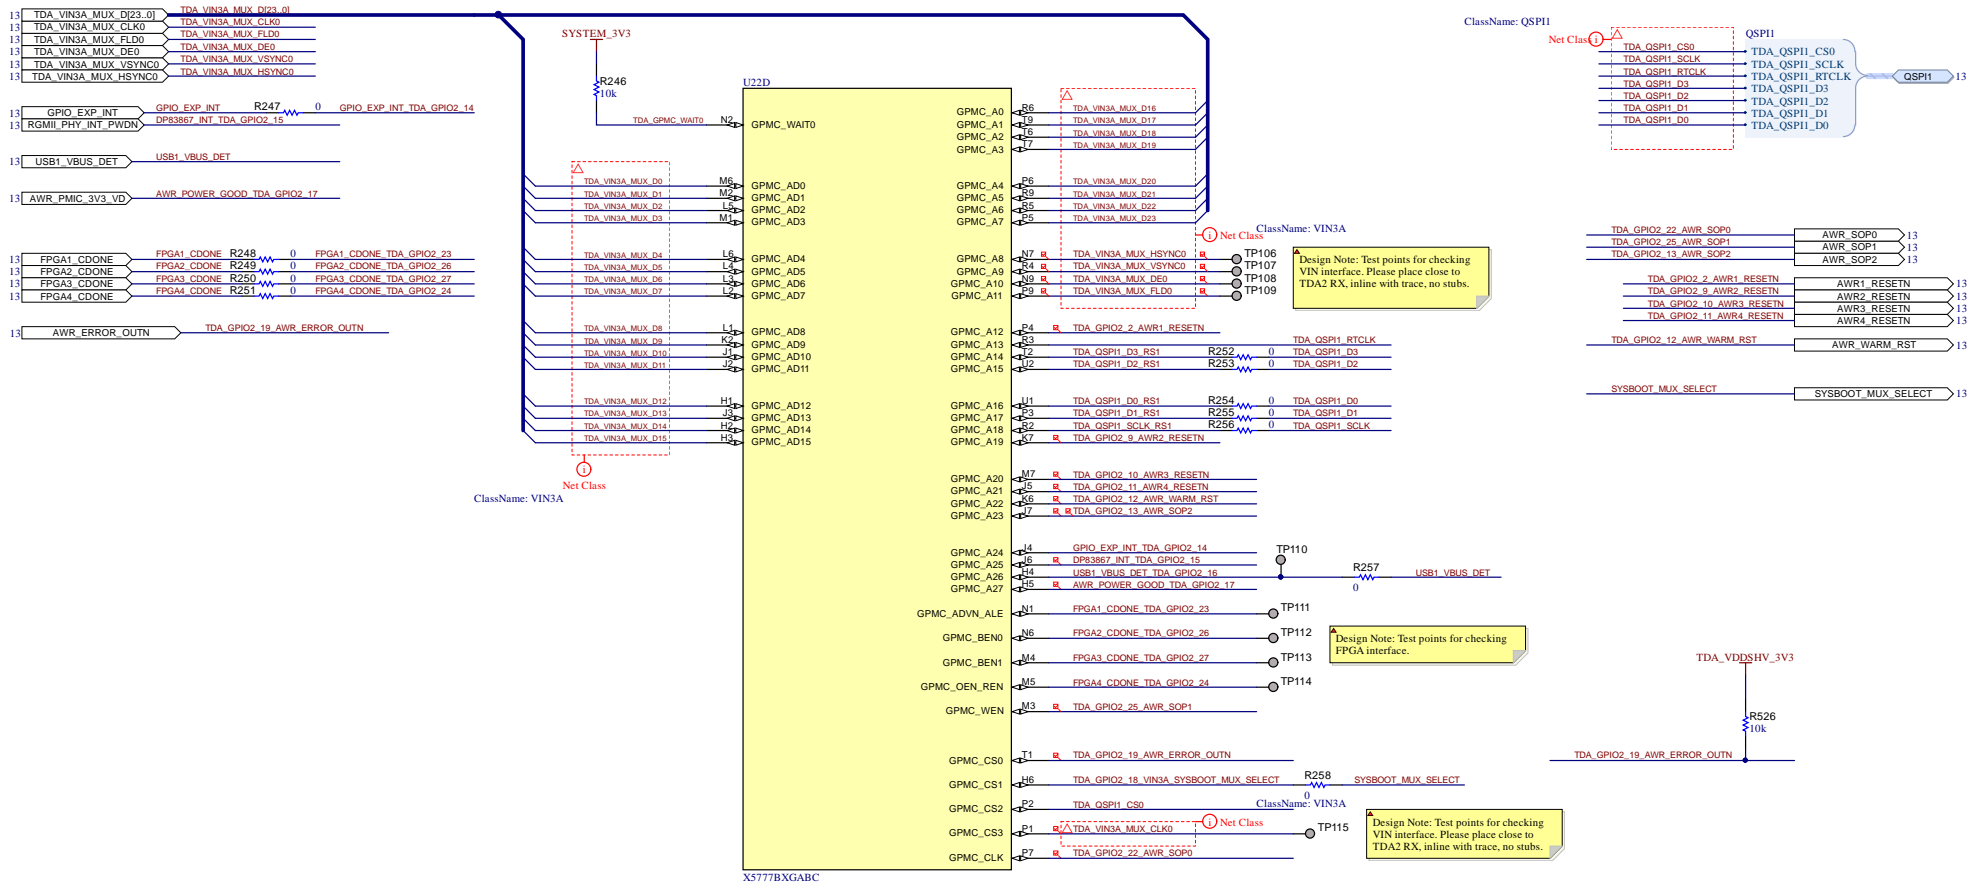 13 TDA_VIN3A_MUX_D[23..0] TDA_VIN3A_MUX_D[23..0]
13 TDA_VIN3A_MUX_CLK0 TDA_VIN3A_MUX_CLK0
13 TDA_VIN3A_MUX_FLD0 TDA_VIN3A_MUX_FLD0
13 TDA_VIN3A_MUX_DE0 TDA_VIN3A_MUX_DE0
13 TDA_VIN3A_MUX_VSYNC0 TDA_VIN3A_MUX_VSYNC0
13 TDA_VIN3A_MUX_HSYNC0 TDA_VIN3A_MUX_HSYNC0
13 GPIO_EXP_INT GPIO_EXP_INT R247 0 GPIO_EXP_INT_TDA_GPIO2_14
13 RGMII_PHY_INT_PWDN DP83867_INT_TDA_GPIO2_15
13 USB1_VBUS_DET USB1_VBUS_DET
13 AWR_PMIC_3V3_VD AWR_POWER_GOOD_TDA_GPIO2_17
13 FPGA1_CDONE FPGA1_CDONE R248 0 FPGA1_CDONE_TDA_GPIO2_23
13 FPGA2_CDONE FPGA2_CDONE R249 0 FPGA2_CDONE_TDA_GPIO2_26
13 FPGA3_CDONE FPGA3_CDONE R250 0 FPGA3_CDONE_TDA_GPIO2_27
13 FPGA4_CDONE FPGA4_CDONE R251 0 FPGA4_CDONE_TDA_GPIO2_24
13 AWR_ERROR_OUTN TDA_GPIO2_19_AWR_ERROR_OUTN
SYSTEM_3V3
R246
10k
U22D
TDA_GPMC_WAIT0 N2 GPMC_WAIT0
TDA_VIN3A_MUX_D0 M6 GPMC_AD0
TDA_VIN3A_MUX_D1 M2 GPMC_AD1
TDA_VIN3A_MUX_D2 L5 GPMC_AD2
TDA_VIN3A_MUX_D3 M1 GPMC_AD3
TDA_VIN3A_MUX_D4 L6 GPMC_AD4
TDA_VIN3A_MUX_D5 L4 GPMC_AD5
TDA_VIN3A_MUX_D6 L3 GPMC_AD6
TDA_VIN3A_MUX_D7 L2 GPMC_AD7
TDA_VIN3A_MUX_D8 L1 GPMC_AD8
TDA_VIN3A_MUX_D9 K2 GPMC_AD9
TDA_VIN3A_MUX_D10 J1 GPMC_AD10
TDA_VIN3A_MUX_D11 J2 GPMC_AD11
TDA_VIN3A_MUX_D12 H1 GPMC_AD12
TDA_VIN3A_MUX_D13 J3 GPMC_AD13
TDA_VIN3A_MUX_D14 H2 GPMC_AD14
TDA_VIN3A_MUX_D15 H3 GPMC_AD15
i
Net Class
ClassName: VIN3A
GPMC_A0 R6 TDA_VIN3A_MUX_D16
GPMC_A1 T9 TDA_VIN3A_MUX_D17
GPMC_A2 T6 TDA_VIN3A_MUX_D18
GPMC_A3 T7 TDA_VIN3A_MUX_D19
GPMC_A4 P6 TDA_VIN3A_MUX_D20
GPMC_A5 R9 TDA_VIN3A_MUX_D21
GPMC_A6 R5 TDA_VIN3A_MUX_D22
GPMC_A7 P5 TDA_VIN3A_MUX_D23
ClassName: VIN3A
i Net Class
GPMC_A8 N7 TDA_VIN3A_MUX_HSYNC0 TP106
GPMC_A9 R4 TDA_VIN3A_MUX_VSYNC0 TP107
GPMC_A10 N9 TDA_VIN3A_MUX_DE0 TP108
GPMC_A11 P9 TDA_VIN3A_MUX_FLD0 TP109
Design Note: Test points for checking
VIN interface. Please place close to
TDA2 RX, inline with trace, no stubs.
GPMC_A12 P4 TDA_GPIO2_2_AWR1_RESETN
GPMC_A13 R3 TDA_QSPI1_RTCLK
GPMC_A14 T2 TDA_QSPI1_D3_RS1 R252 0 TDA_QSPI1_D3
GPMC_A15 U2 TDA_QSPI1_D2_RS1 R253 0 TDA_QSPI1_D2
GPMC_A16 U1 TDA_QSPI1_D0_RS1 R254 0 TDA_QSPI1_D0
GPMC_A17 P3 TDA_QSPI1_D1_RS1 R255 0 TDA_QSPI1_D1
GPMC_A18 R2 TDA_QSPI1_SCLK_RS1 R256 0 TDA_QSPI1_SCLK
GPMC_A19 K7 TDA_GPIO2_9_AWR2_RESETN
GPMC_A20 M7 TDA_GPIO2_10_AWR3_RESETN
GPMC_A21 J5 TDA_GPIO2_11_AWR4_RESETN
GPMC_A22 K6 TDA_GPIO2_12_AWR_WARM_RST
GPMC_A23 J7 TDA_GPIO2_13_AWR_SOP2
GPMC_A24 J4 GPIO_EXP_INT_TDA_GPIO2_14
GPMC_A25 J6 DP83867_INT_TDA_GPIO2_15
GPMC_A26 H4 USB1_VBUS_DET_TDA_GPIO2_16 TP110 R257 0 USB1_VBUS_DET
GPMC_A27 H5 AWR_POWER_GOOD_TDA_GPIO2_17
GPMC_ADVN_ALE N1 FPGA1_CDONE_TDA_GPIO2_23 TP111
GPMC_BEN0 N6 FPGA2_CDONE_TDA_GPIO2_26 TP112
GPMC_BEN1 M4 FPGA3_CDONE_TDA_GPIO2_27 TP113
GPMC_OEN_REN M5 FPGA4_CDONE_TDA_GPIO2_24 TP114
Design Note: Test points for checking
FPGA interface.
GPMC_WEN M3 TDA_GPIO2_25_AWR_SOP1
GPMC_CS0 T1 TDA_GPIO2_19_AWR_ERROR_OUTN
GPMC_CS1 H6 TDA_GPIO2_18_VIN3A_SYSBOOT_MUX_SELECT R258 0 SYSBOOT_MUX_SELECT
GPMC_CS2 P2 TDA_QSPI1_CS0
ClassName: VIN3A
i Net Class
GPMC_CS3 P1 TDA_VIN3A_MUX_CLK0 TP115
GPMC_CLK P7 TDA_GPIO2_22_AWR_SOP0
Design Note: Test points for checking
VIN interface. Please place close to
TDA2 RX, inline with trace, no stubs.
X5777BXGABC
ClassName: QSPI1
Net Class i
QSPI1
TDA_QSPI1_CS0 TDA_QSPI1_CS0
TDA_QSPI1_SCLK TDA_QSPI1_SCLK
TDA_QSPI1_RTCLK TDA_QSPI1_RTCLK QSPI1 13
TDA_QSPI1_D3 TDA_QSPI1_D3
TDA_QSPI1_D2 TDA_QSPI1_D2
TDA_QSPI1_D1 TDA_QSPI1_D1
TDA_QSPI1_D0 TDA_QSPI1_D0
TDA_GPIO2_22_AWR_SOP0 AWR_SOP0 13
TDA_GPIO2_25_AWR_SOP1 AWR_SOP1 13
TDA_GPIO2_13_AWR_SOP2 AWR_SOP2 13
TDA_GPIO2_2_AWR1_RESETN AWR1_RESETN 13
TDA_GPIO2_9_AWR2_RESETN AWR2_RESETN 13
TDA_GPIO2_10_AWR3_RESETN AWR3_RESETN 13
TDA_GPIO2_11_AWR4_RESETN AWR4_RESETN 13
TDA_GPIO2_12_AWR_WARM_RST AWR_WARM_RST 13
SYSBOOT_MUX_SELECT SYSBOOT_MUX_SELECT 13
TDA_VDDSHV_3V3
R526
10k
TDA_GPIO2_19_AWR_ERROR_OUTN